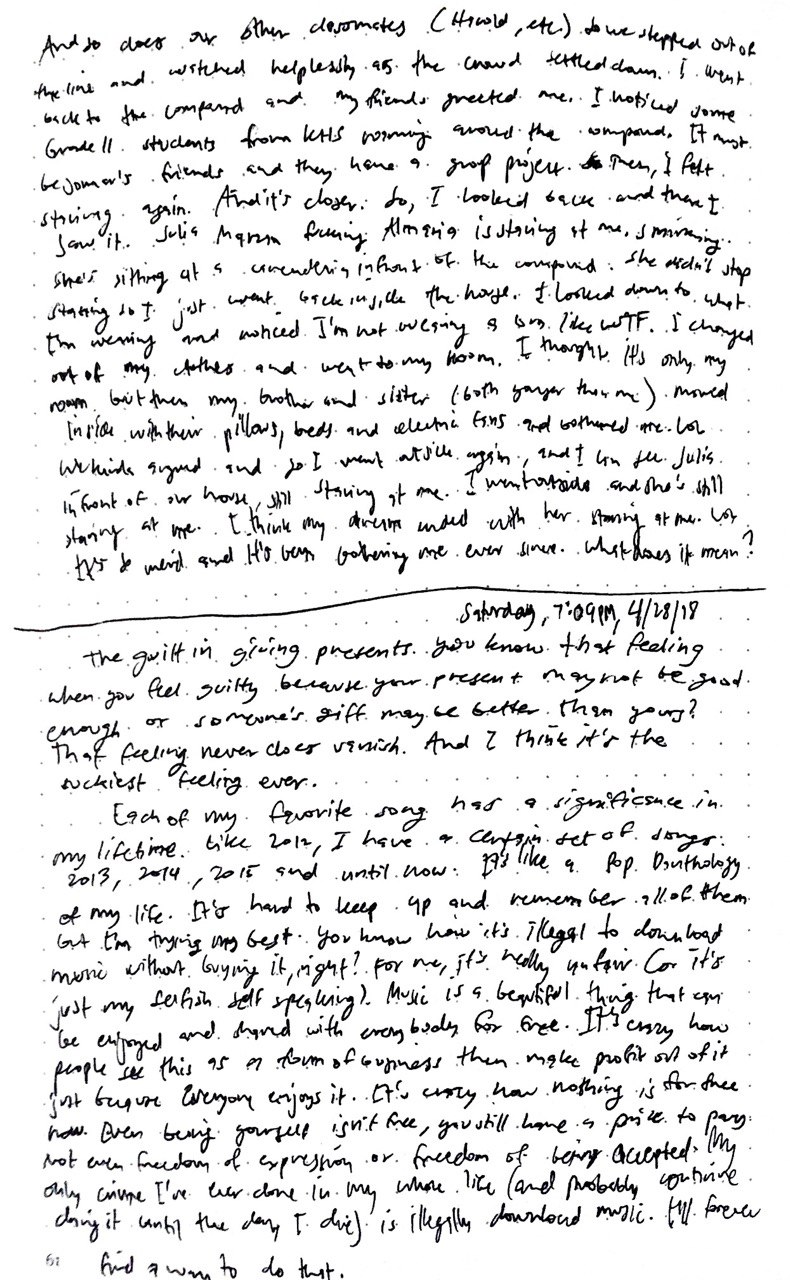 And so does our other classmates (Harold, etc.) So we stepped out of
the line and watched helplessly as the crowd settled down. I went
back to the compound and my friends greeted me. I noticed some
Grade 11 students from KHS roaming around the compound. It must
be Jomar's friends and they have a group project. Then, I felt
staring again. And it's closer. So, I looked back and there I
saw it. Julia fucking is staring at me, smirking.
She's sitting at a in front of the compound. She didn't stop
staring so I just went back inside the house. I looked down to what
I'm wearing and noticed I'm not wearing a bra like WTF. I changed
out of my clothes and went to my room. I thought it's only my
room but then my brother and sister (both younger than me) moved
inside with their pillows, beds and electric fans and bothered me. Lol
We kinda argued and so I went outside again, and I can see Julia
in front of our house, still staring at me. I went outside and she's still
staring at me. I think my dream ended with her staring at me. Lol
It's so weird and it's been bothering me ever since. What does it mean?
Saturday, 7:09PM, 4/28/18
The guilt in giving presents. You know that feeling
when you feel guilty because your present may not be good
enough or someone's gift may be better than yours?
That feeling never does vanish. And I think it's the
suckiest feeling ever.
Each of my favorite song has a significance in
my lifetime. Like 2012, I have a certain set of songs.
2013, 2014, 2015 and until now. It's like a Pop Danthology
of my life. It's hard to keep up and remember all of them
but I'm trying my best. You know how it's illegal to download
music without buying it, right? For me, it's really unfair (or it's
just my selfish self speaking). Music is a beautiful thing that can
be enjoyed and shared with everybody for free. It's crazy how
people see this as a form of business then make profit out of it
just because everyone enjoys it. It's crazy how nothing is for free
now. Even being yourself isn't free, you still have a price to pay.
Not even freedom of expression or freedom of being accepted. My
only crime I've ever done in my whole life (and probably continue
doing it until the day I die) is illegally download music. I'll forever
find a way to do that.